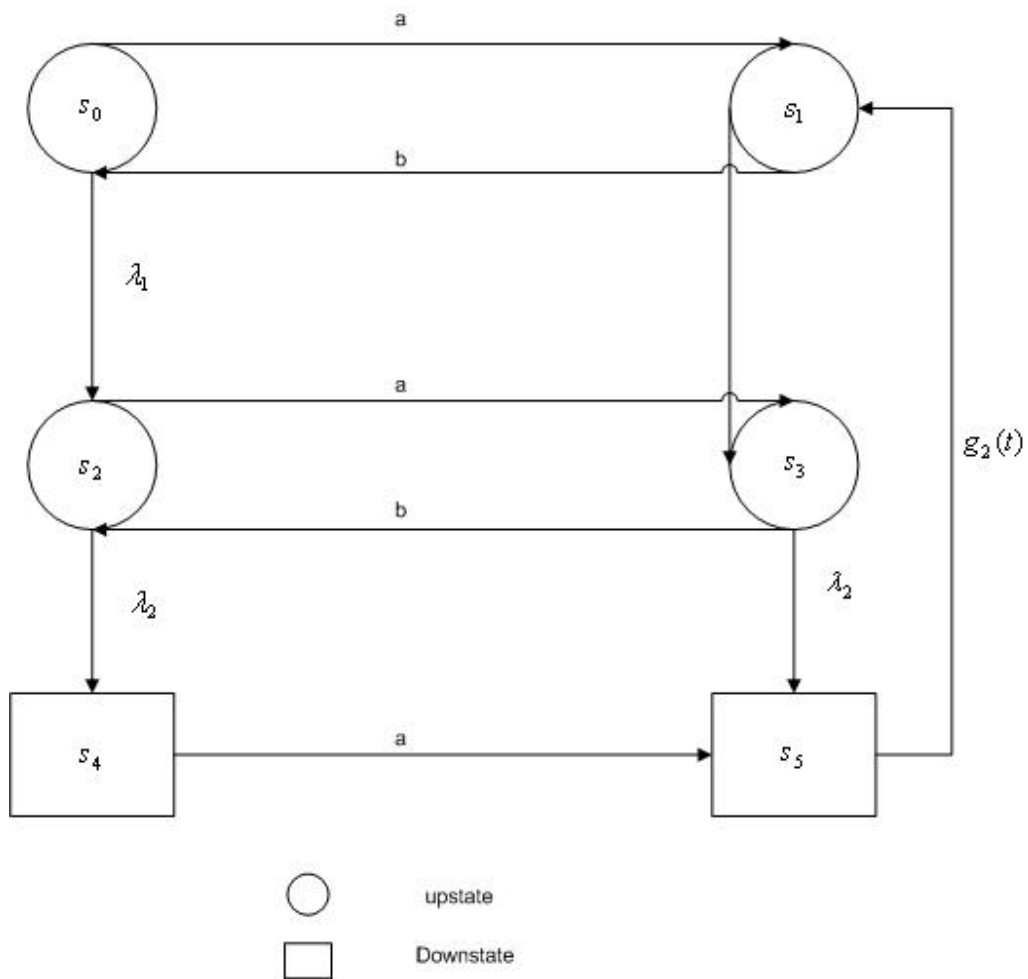 a
s₀
s₁
b
λ₁
a
s₂
s₃
g₂(t)
b
λ₂
λ₂
s₄
a
s₅
upstate
Downstate